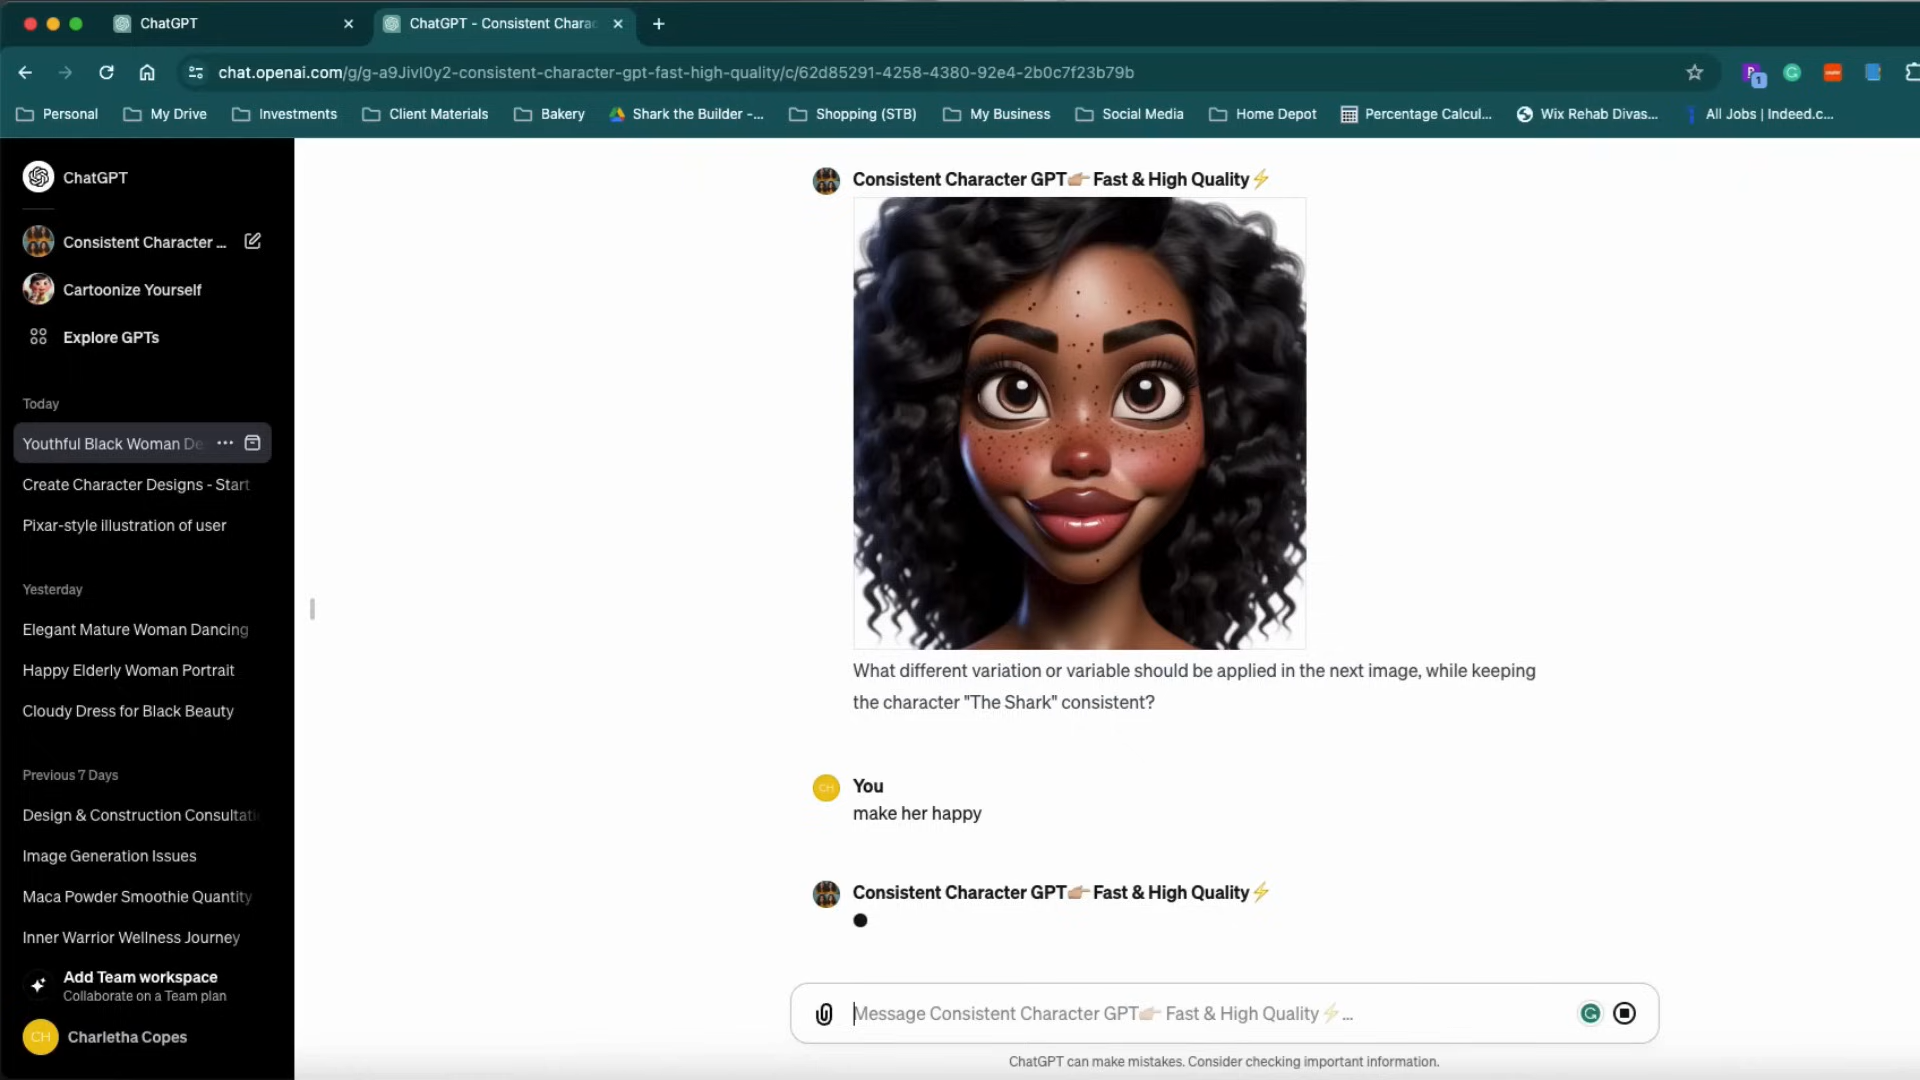 ChatGPT
ChatGPT - Consistent Charac
chat.openai.com/g/g-a9JivI0y2-consistent-character-gpt-fast-high-quality/c/62d85291-4258-4380-92e4-2b0c7f23b79b
1
Personal
My Drive
Investments
Client Materials
Bakery
Shark the Builder -...
Shopping (STB)
My Business
Social Media
Home Depot
Percentage Calcul...
Wix Rehab Divas...
All Jobs | Indeed.c...
ChatGPT
Consistent Character ...
Cartoonize Yourself
Explore GPTs
Today
Youthful Black Woman De
Create Character Designs - Start
Pixar-style illustration of user
Yesterday
Elegant Mature Woman Dancing
Happy Elderly Woman Portrait
Cloudy Dress for Black Beauty
Previous 7 Days
Design & Construction Consultati
Image Generation Issues
Maca Powder Smoothie Quantity
Inner Warrior Wellness Journey
Add Team workspace
Collaborate on a Team plan
CH
Charletha Copes
Consistent Character GPT👉🏼 Fast & High Quality⚡
What different variation or variable should be applied in the next image, while keeping
the character "The Shark" consistent?
CH
You
make her happy
Consistent Character GPT👉🏼 Fast & High Quality⚡
Message Consistent Character GPT👉🏼 Fast & High Quality⚡...
ChatGPT can make mistakes. Consider checking important information.